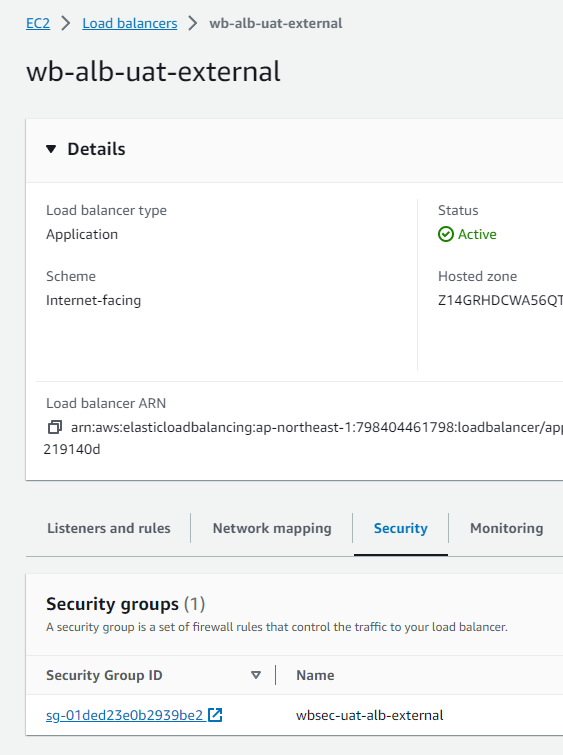 EC2 > Load balancers > wb-alb-uat-external
wb-alb-uat-external
Details
Load balancer type
Application
Status
Active
Scheme
Internet-facing
Hosted zone
Z14GRHDCWA56QT
Load balancer ARN
arn:aws:elasticloadbalancing:ap-northeast-1:798404461798:loadbalancer/app
219140d
Listeners and rules Network mapping Security Monitoring
Security groups (1)
A security group is a set of firewall rules that control the traffic to your load balancer.
Security Group ID Name
sg-01ded23e0b2939be2 wbsec-uat-alb-external